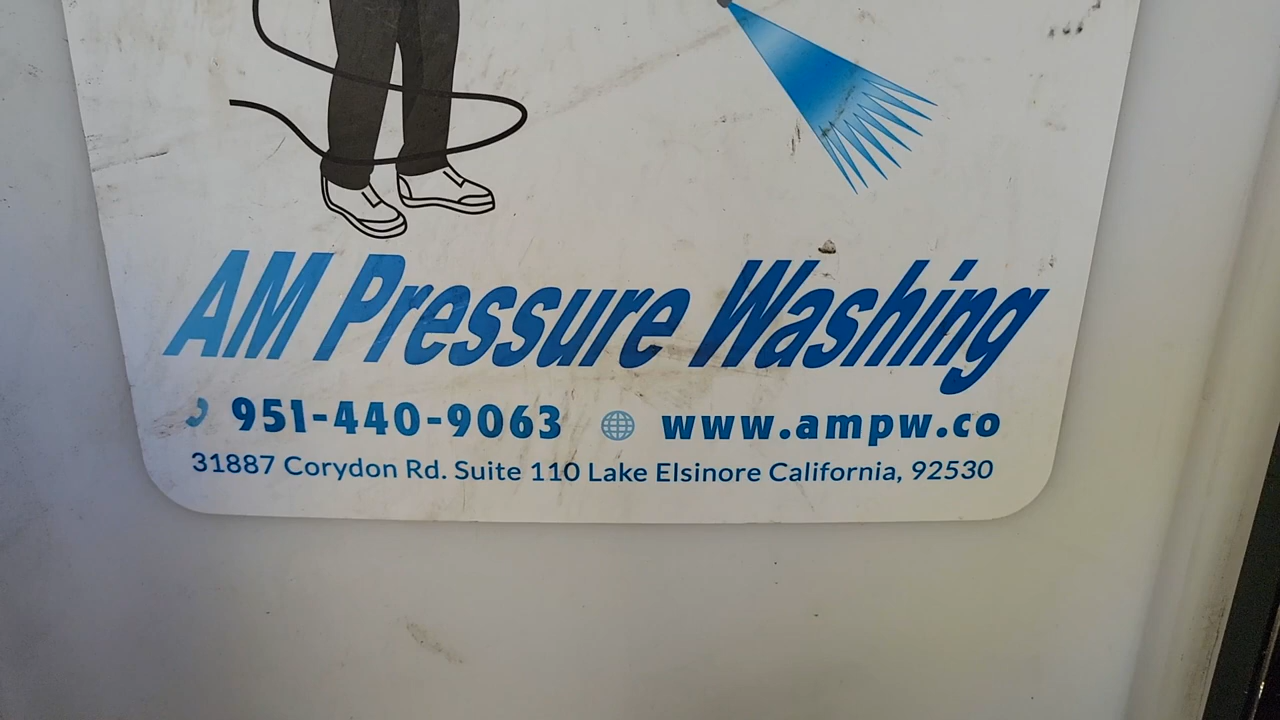 AM Pressure Washing
951-440-9063 www.ampw.co
31887 Corydon Rd. Suite 110 Lake Elsinore California, 92530